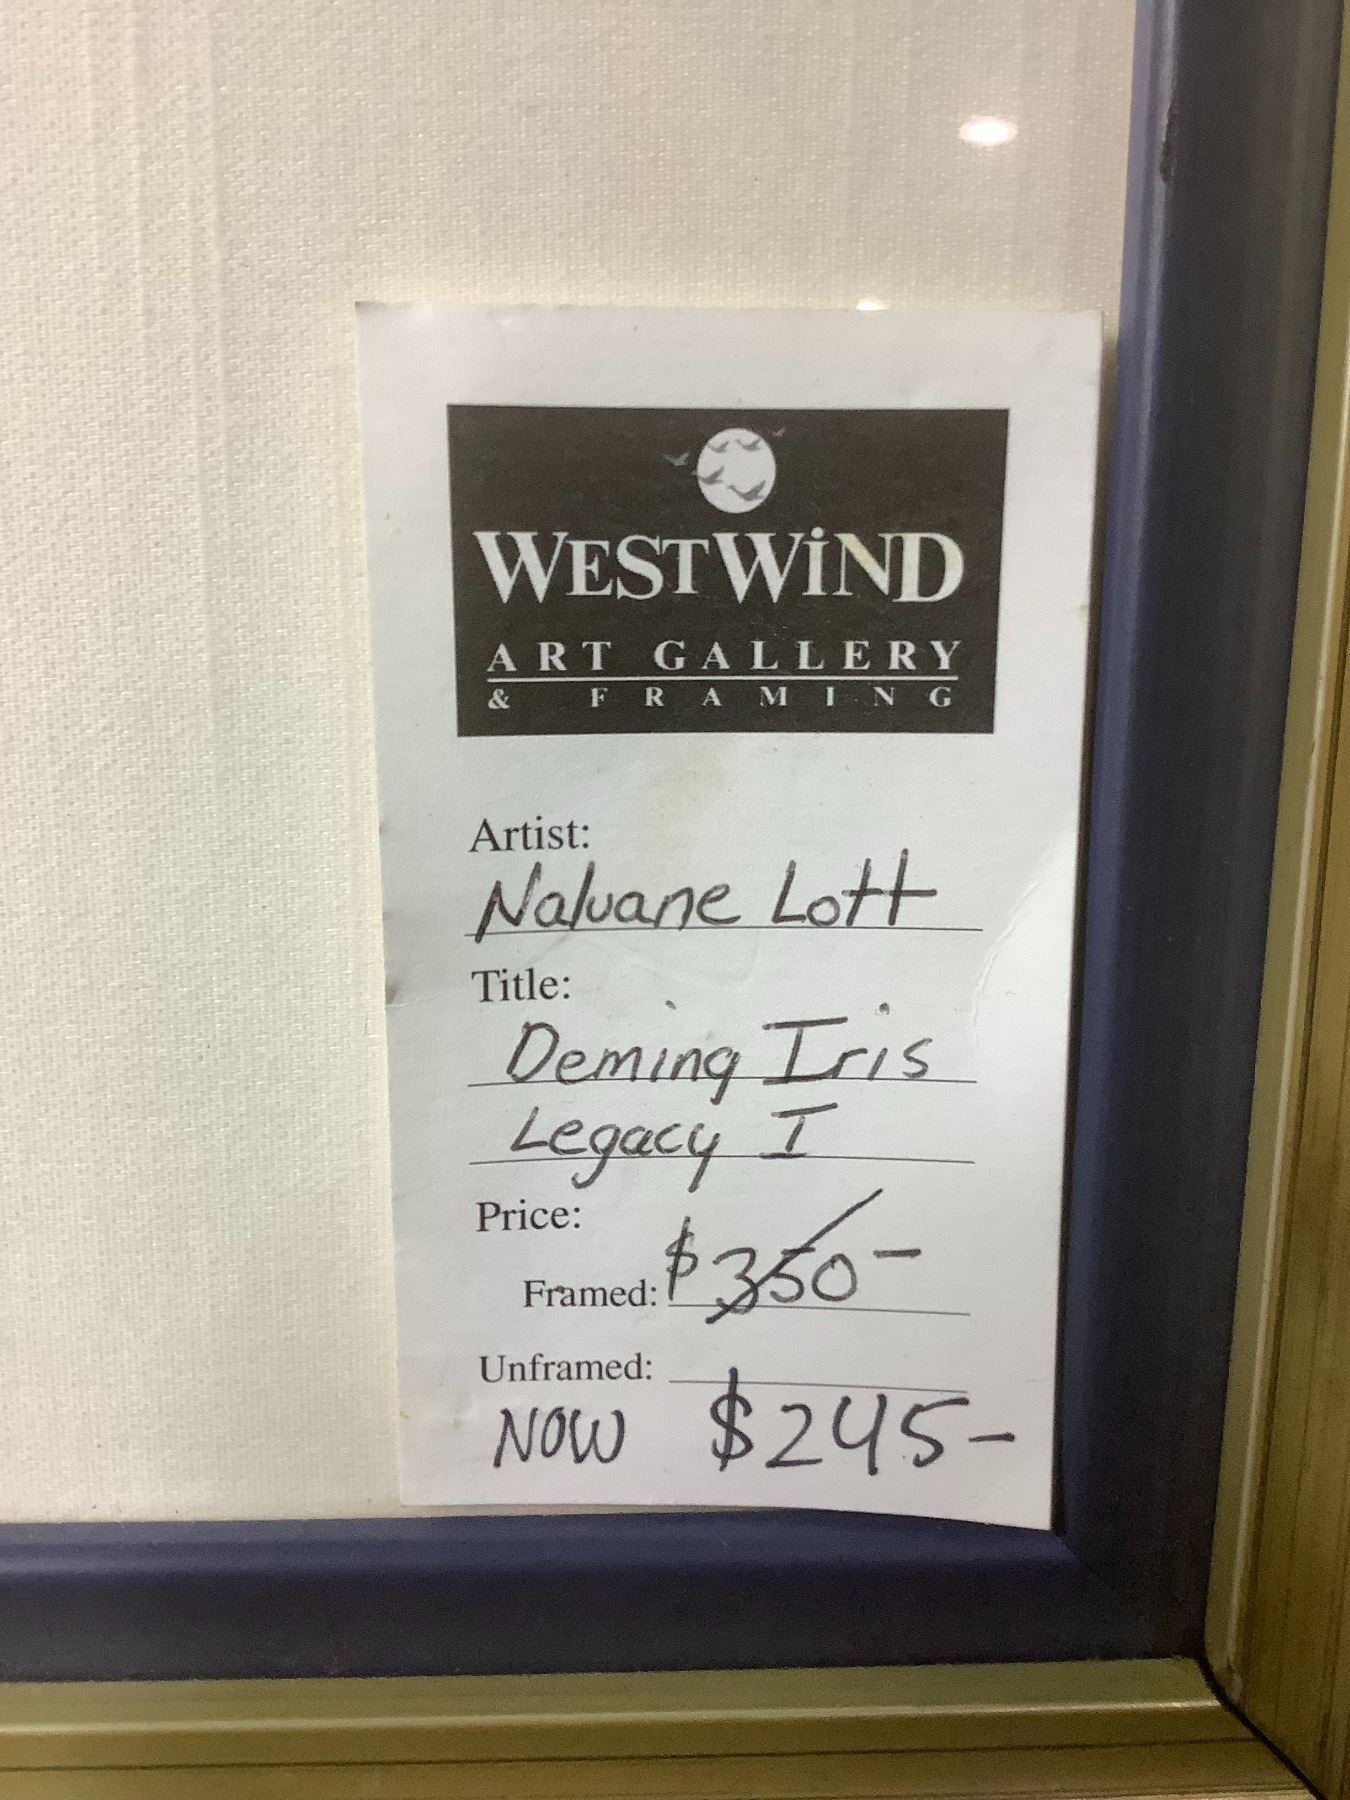 WESTWiND
ART GALLERY
& FRAMING
Artist:
Naluane Lott
Title:
Deming Iris
Legacy I
Price:
Framed: $350-
Unframed:
NOW $245-